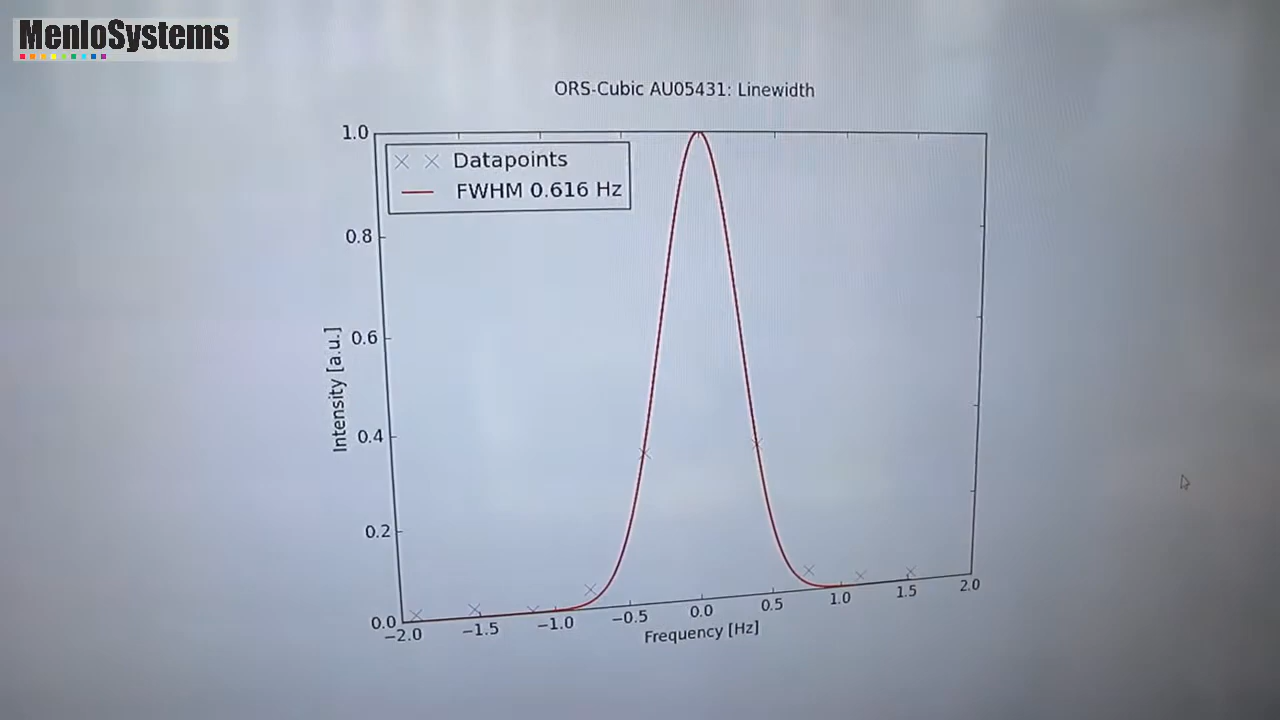 MenloSystems
ORS-Cubic AU05431: Linewidth
1.0
Datapoints
FWHM 0.616 Hz
0.8
0.6
0.4
0.2
0.0
Intensity [a.u.]
−2.0 −1.5 −1.0 −0.5 0.0 0.5 1.0 1.5 2.0
Frequency [Hz]